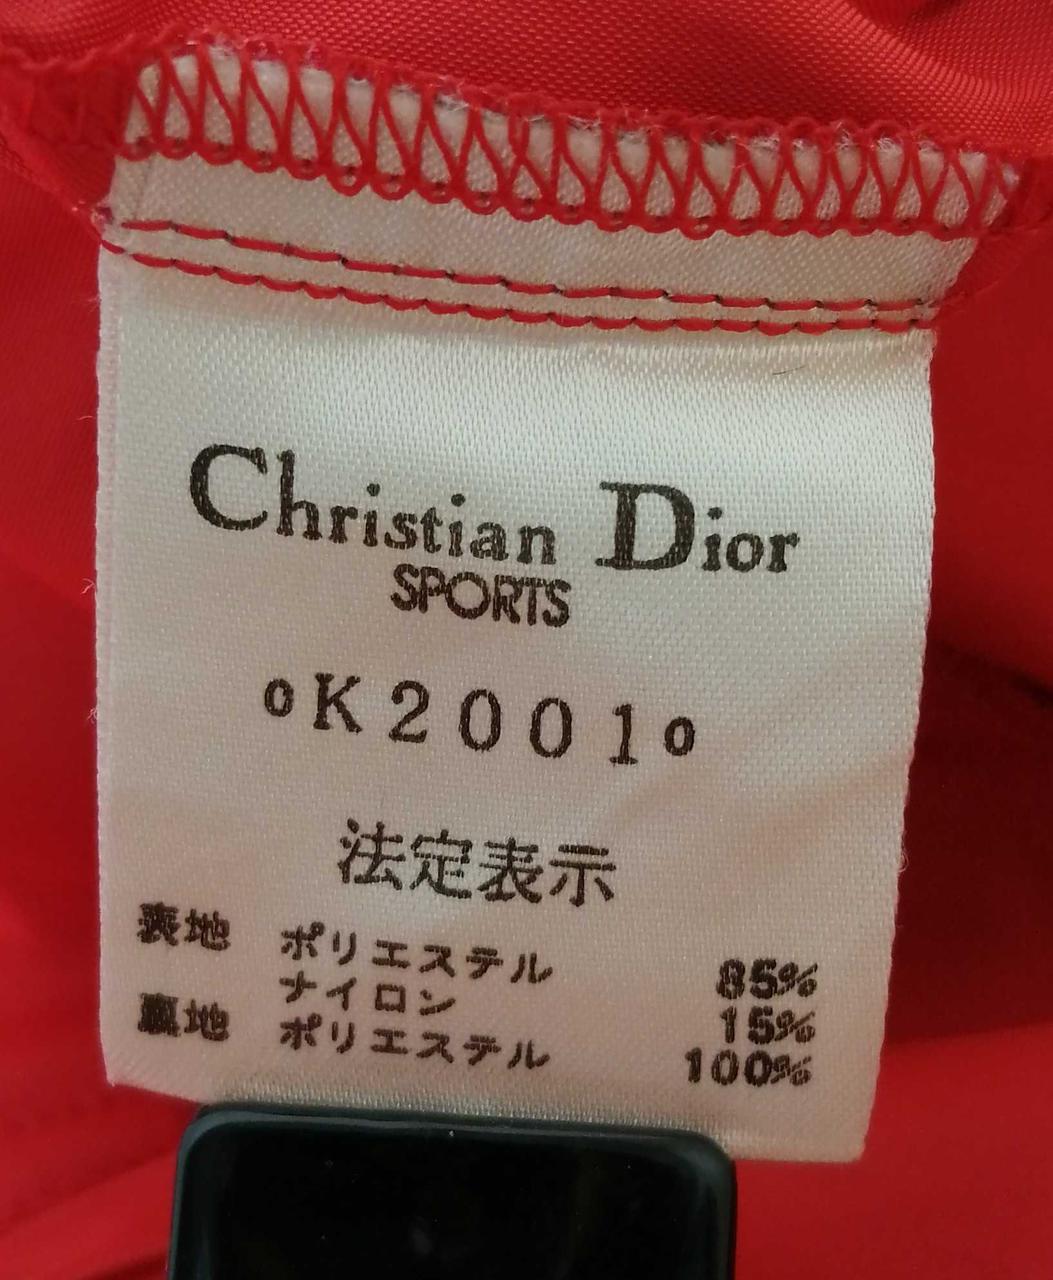 Christian Dior
SPORTS
oK2001o
法定表示
表地 ポリエステル 85%
ナイロン 15%
裏地 ポリエステル 100%